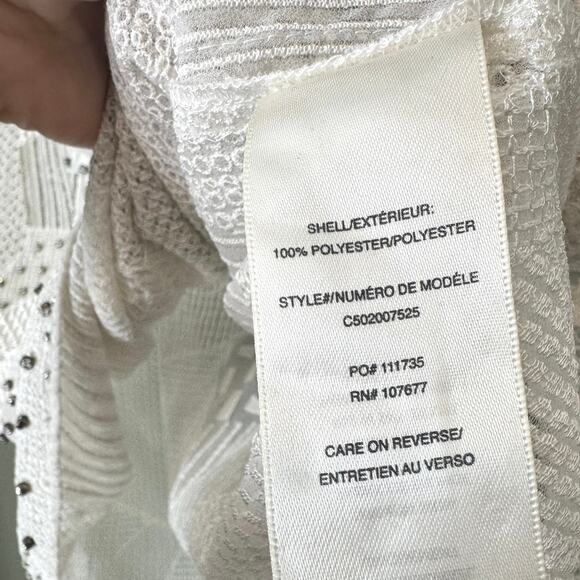 SHELL/EXTÉRIEUR:
100% POLYESTER/POLYESTER
STYLE#/NUMÉRO DE MODÈLE
C502007525
PO# 111735
RN# 107677
CARE ON REVERSE/
ENTRETIEN AU VERSO